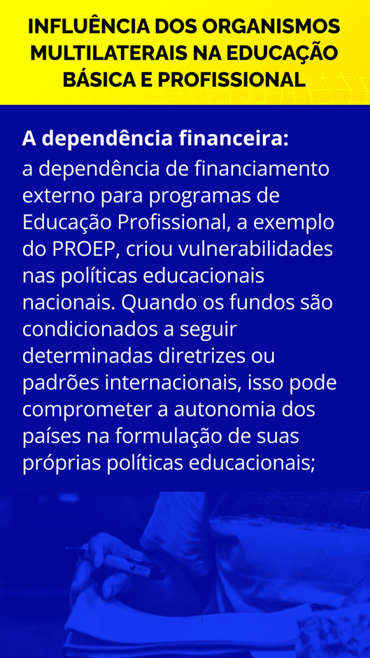 INFLUÊNCIA DOS ORGANISMOS
MULTILATERAIS NA EDUCAÇÃO
BÁSICA E PROFISSIONAL
A dependência financeira:
a dependência de financiamento
externo para programas de
Educação Profissional, a exemplo
do PROEP, criou vulnerabilidades
nas políticas educacionais
nacionais. Quando os fundos são
condicionados a seguir
determinadas diretrizes ou
padrões internacionais, isso pode
comprometer a autonomia dos
países na formulação de suas
próprias políticas educacionais;